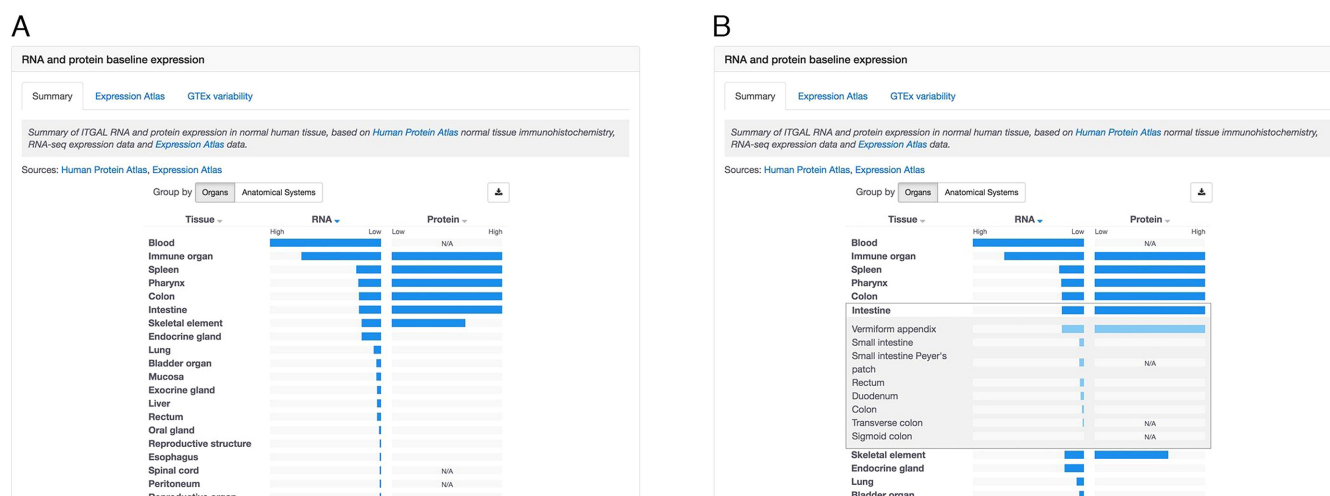 A
RNA and protein baseline expression
Summary Expression Atlas GTEx variability
Summary of ITGAL RNA and protein expression in normal human tissue, based on Human Protein Atlas normal tissue immunohistochemistry,
RNA-seq expression data and Expression Atlas data.
Sources: Human Protein Atlas, Expression Atlas
Group by Organs Anatomical Systems
Tissue RNA Protein
High Low Low High
Blood N/A
Immune organ
Spleen
Pharynx
Colon
Intestine
Skeletal element
Endocrine gland
Lung
Bladder organ
Mucosa
Exocrine gland
Liver
Rectum
Oral gland
Reproductive structure
Esophagus
Spinal cord N/A
Peritoneum N/A
Reproductive organ
B
RNA and protein baseline expression
Summary Expression Atlas GTEx variability
Summary of ITGAL RNA and protein expression in normal human tissue, based on Human Protein Atlas normal tissue immunohistochemistry,
RNA-seq expression data and Expression Atlas data.
Sources: Human Protein Atlas, Expression Atlas
Group by Organs Anatomical Systems
Tissue RNA Protein
High Low Low High
Blood N/A
Immune organ
Spleen
Pharynx
Colon
Intestine
Vermiform appendix
Small intestine
Small intestine Peyer's
patch N/A
Rectum
Duodenum
Colon
Transverse colon N/A
Sigmoid colon N/A
Skeletal element
Endocrine gland
Lung
Bladder organ